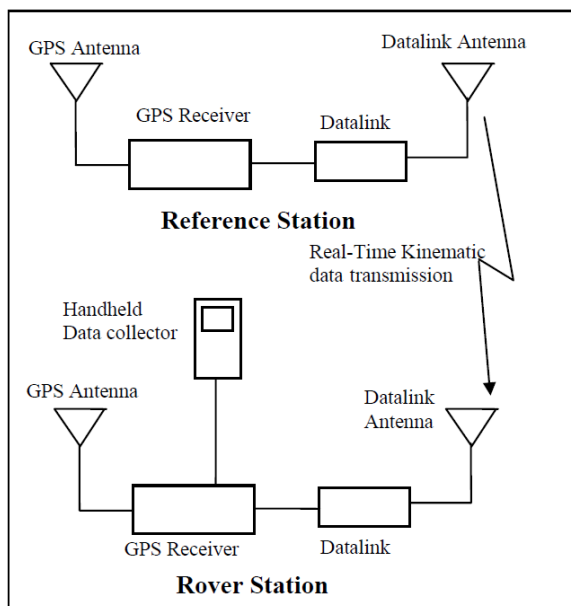 GPS Antenna
Datalink Antenna
GPS Receiver
Datalink
Reference Station
Real-Time Kinematic
data transmission
Handheld
Data collector
GPS Antenna
Datalink
Antenna
GPS Receiver
Datalink
Rover Station